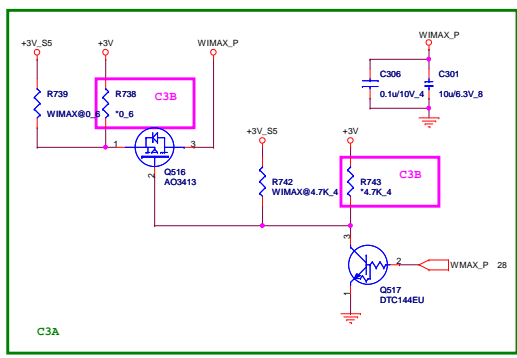 +3V_S5
+3V
WIMAX_P
R739
WIMAX@0_6
R738
*0_6
C3B
1
3
2
Q516
AO3413
WIMAX_P
C306
0.1u/10V_4
C301
10u/6.3V_8
+3V_S5
+3V
R742
WIMAX@4.7K_4
R743
*4.7K_4
C3B
3
2
1
WMAX_P 28
Q517
DTC144EU
C3A